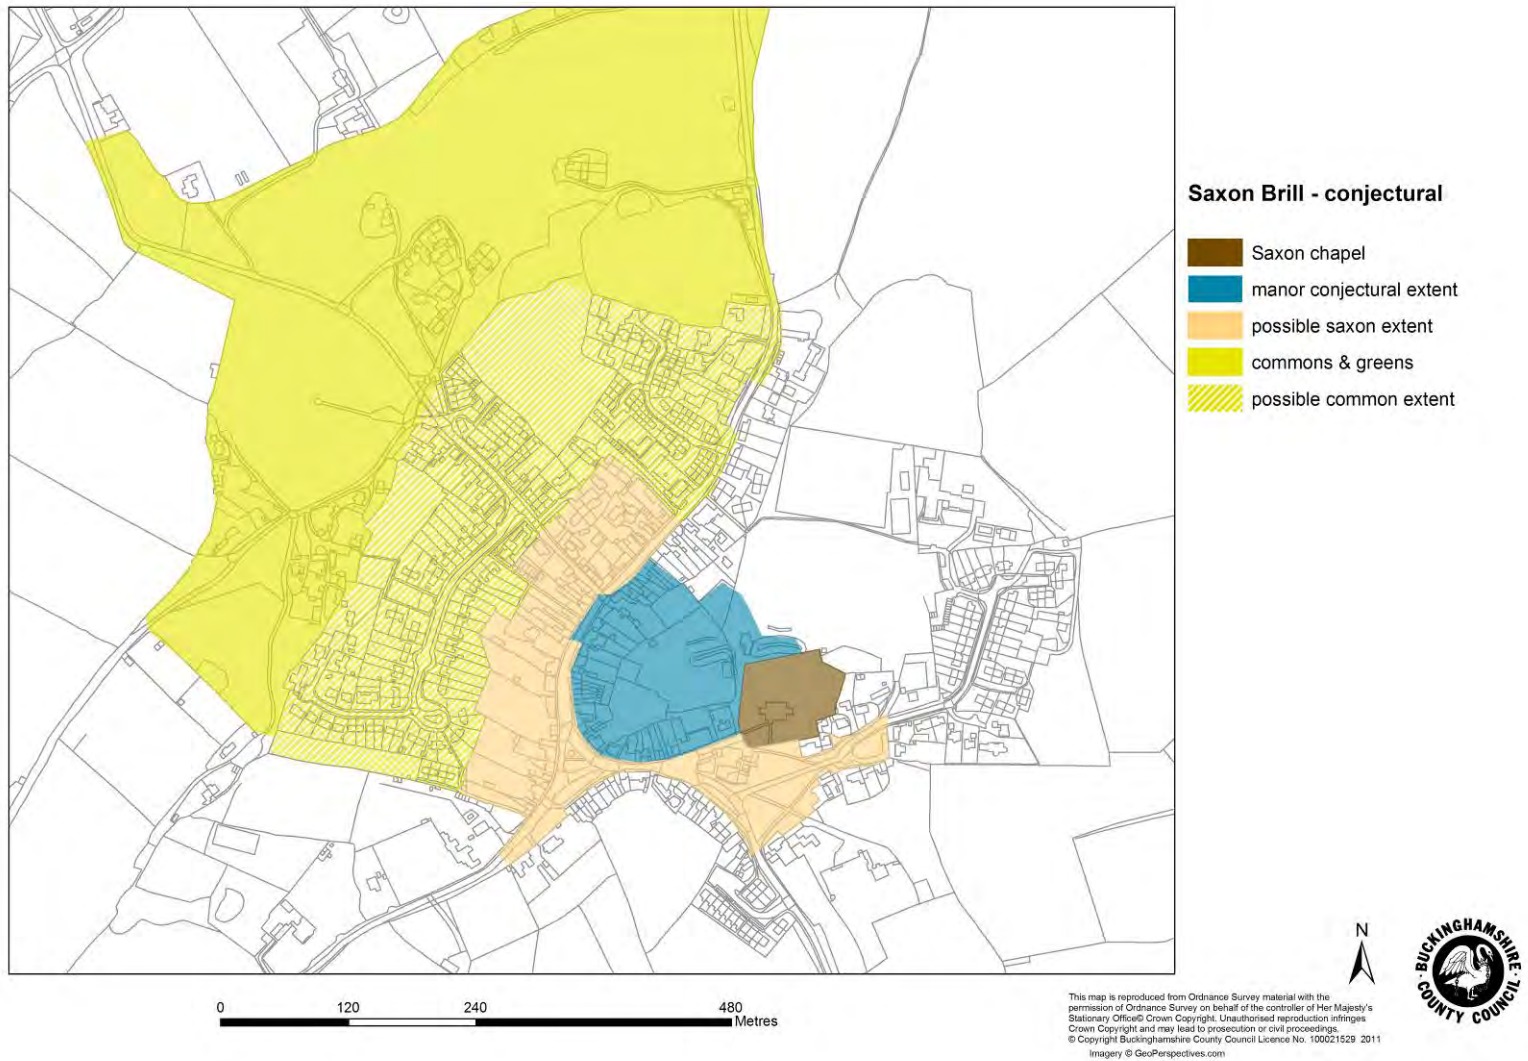 Saxon Brill - conjectural
Saxon chapel
manor conjectural extent
possible saxon extent
commons & greens
possible common extent
N
BUCKINGHAMSHIRE
COUNTY COUNCIL
0 120 240 480
Metres
This map is reproduced from Ordnance Survey material with the
permission of Ordnance Survey on behalf of the controller of Her Majesty's
Stationary Office© Crown Copyright. Unauthorised reproduction infringes
Crown Copyright and may lead to prosecution or civil proceedings.
© Copyright Buckinghamshire County Council Licence No. 100021529 2011
Imagery © GeoPerspectives.com